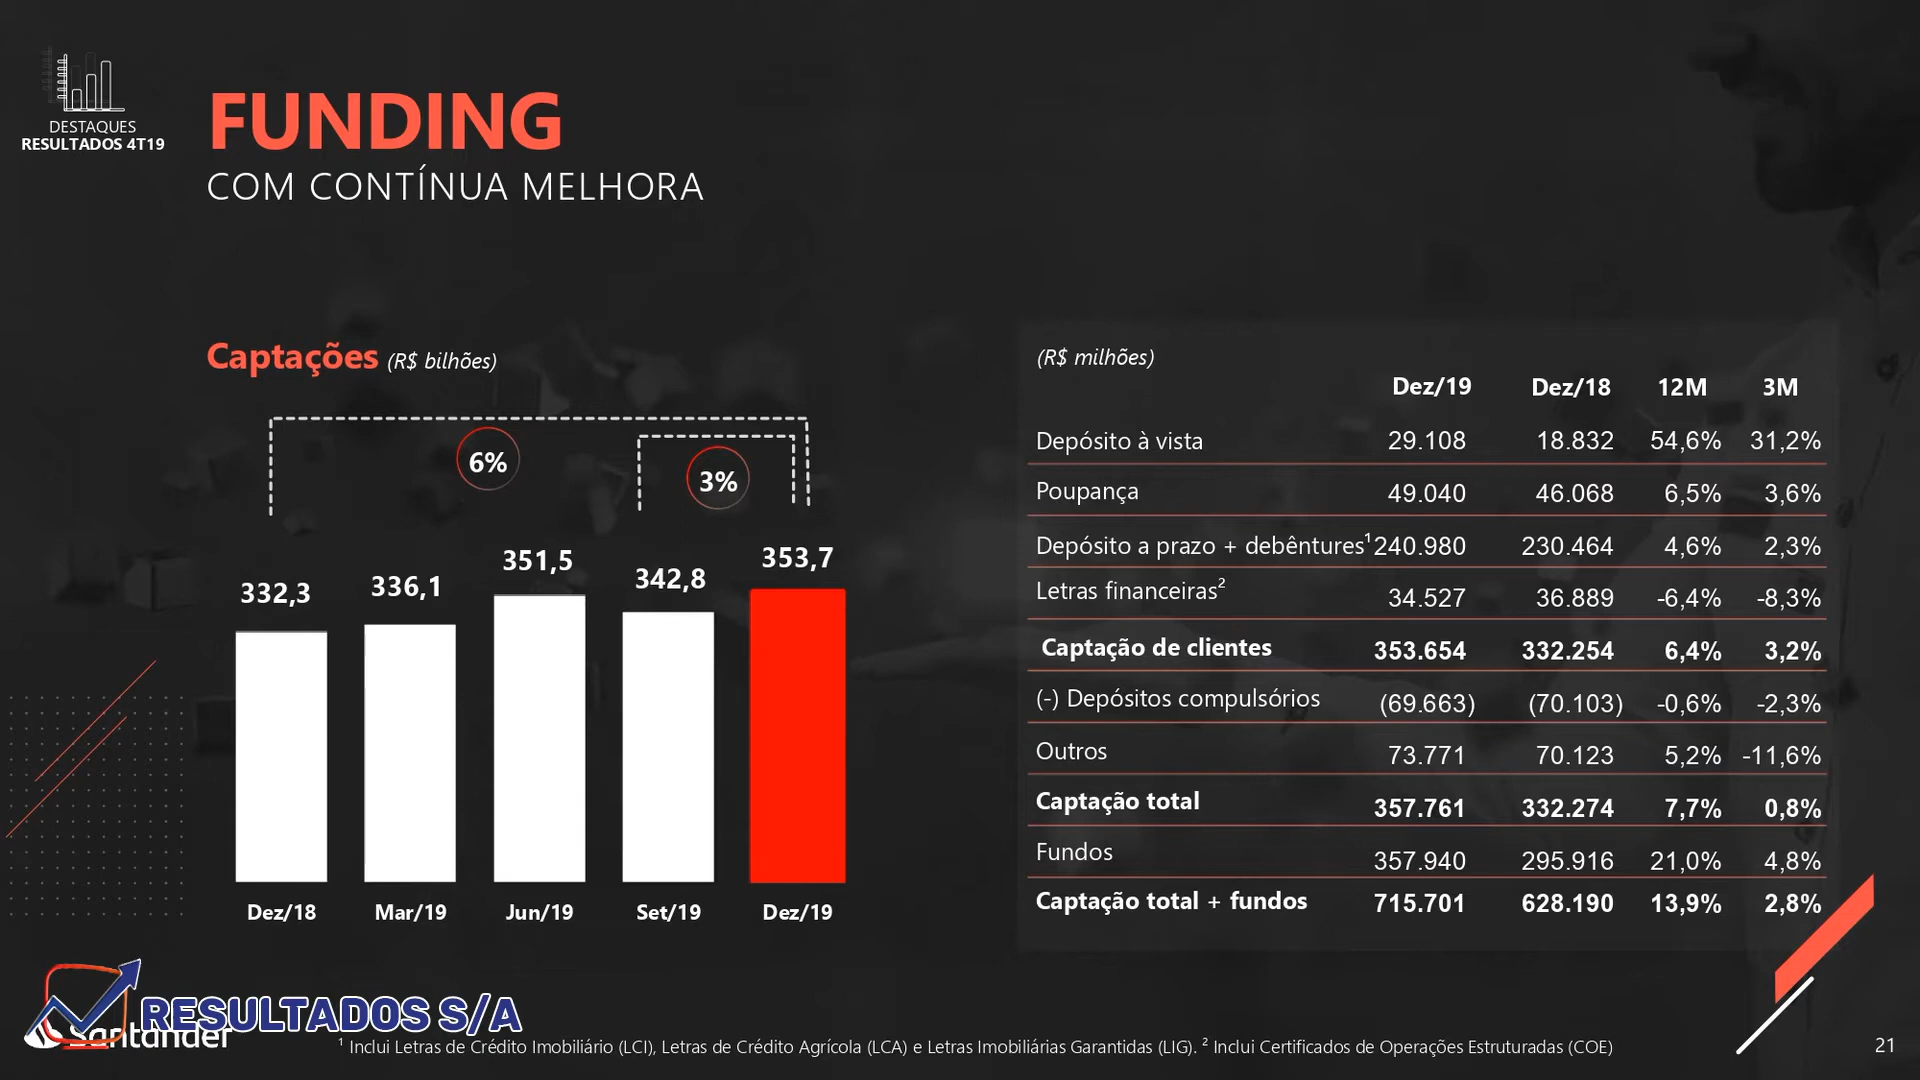 DESTAQUES
RESULTADOS 4T19
FUNDING
COM CONTÍNUA MELHORA
Captações (R$ bilhões)
6%
3%
332,3
336,1
351,5
342,8
353,7
Dez/18
Mar/19
Jun/19
Set/19
Dez/19
(R$ milhões)
Dez/19 Dez/18 12M 3M
Depósito à vista 29.108 18.832 54,6% 31,2%
Poupança 49.040 46.068 6,5% 3,6%
Depósito a prazo + debêntures¹ 240.980 230.464 4,6% 2,3%
Letras financeiras² 34.527 36.889 -6,4% -8,3%
Captação de clientes 353.654 332.254 6,4% 3,2%
(-) Depósitos compulsórios (69.663) (70.103) -0,6% -2,3%
Outros 73.771 70.123 5,2% -11,6%
Captação total 357.761 332.274 7,7% 0,8%
Fundos 357.940 295.916 21,0% 4,8%
Captação total + fundos 715.701 628.190 13,9% 2,8%
RESULTADOS S/A
Santander
¹ Inclui Letras de Crédito Imobiliário (LCI), Letras de Crédito Agrícola (LCA) e Letras Imobiliárias Garantidas (LIG). ² Inclui Certificados de Operações Estruturadas (COE)
21